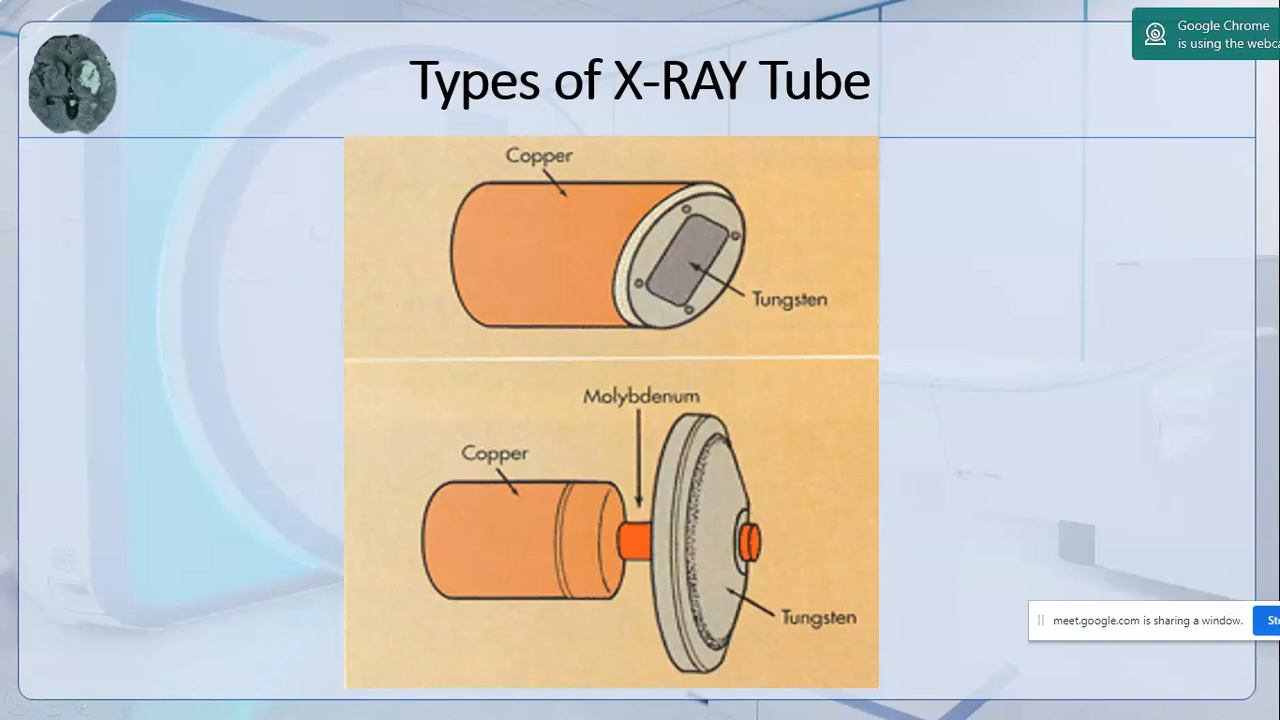 Google Chrome
is using the webca
Types of X-RAY Tube
Copper
Tungsten
Molybdenum
Copper
Tungsten
meet.google.com is sharing a window.
Sto